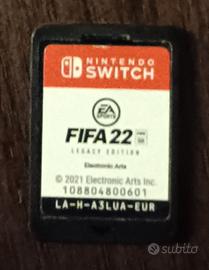 NINTENDO
SWITCH
EA
SPORTS
FIFA 22
LEGACY EDITION
Electronic Arts
© 2021 Electronic Arts Inc.
108804800601
LA-H-A3LUA-EUR
subito